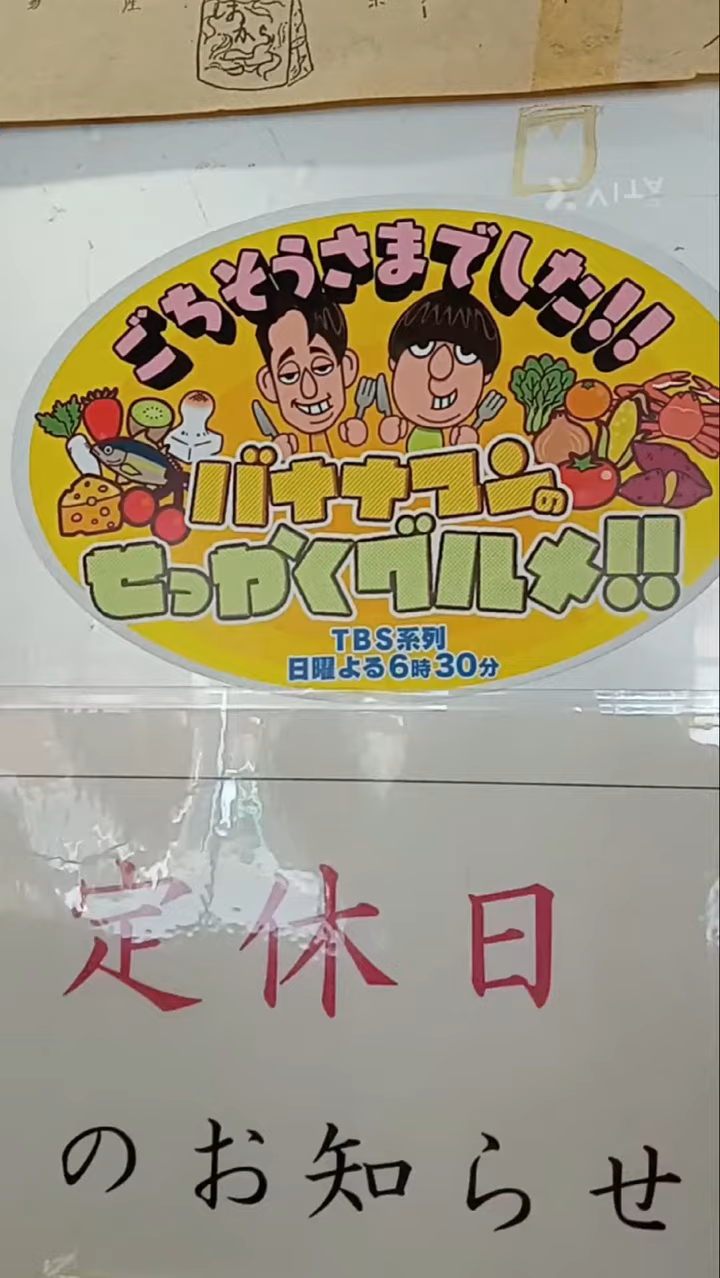 VITA
ごちそうさまでした!!
バナナマンの
せっかくグルメ!!
TBS系列
日曜よる6時30分
定休日
のお知らせ